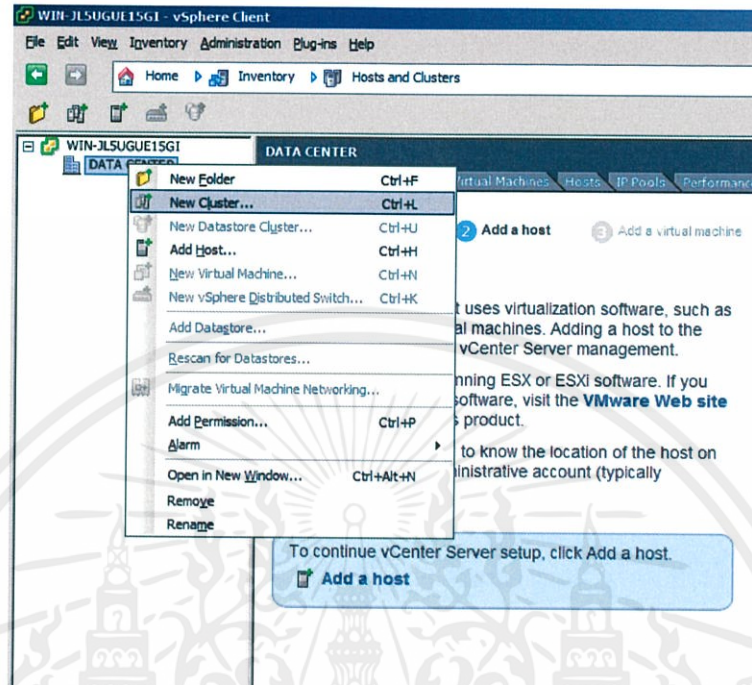 WIN-JL5UGUE15GI - vSphere Client
File Edit View Inventory Administration Plug-ins Help
Home Inventory Hosts and Clusters
WIN-JL5UGUE15GI
DATA CENTER
DATA CENTER
Virtual Machines Hosts IP Pools Performanc
New Folder Ctrl+F
New Cluster... Ctrl+L
New Datastore Cluster... Ctrl+U
Add Host... Ctrl+H
New Virtual Machine... Ctrl+N
New vSphere Distributed Switch... Ctrl+K
Add Datastore...
Rescan for Datastores...
Migrate Virtual Machine Networking...
Add Permission... Ctrl+P
Alarm
Open in New Window... Ctrl+Alt+N
Remove
Rename
2 Add a host 3 Add a virtual machine
t uses virtualization software, such as
al machines. Adding a host to the
vCenter Server management.
nning ESX or ESXi software. If you
software, visit the VMware Web site
s product.
to know the location of the host on
ministrative account (typically
To continue vCenter Server setup, click Add a host.
Add a host